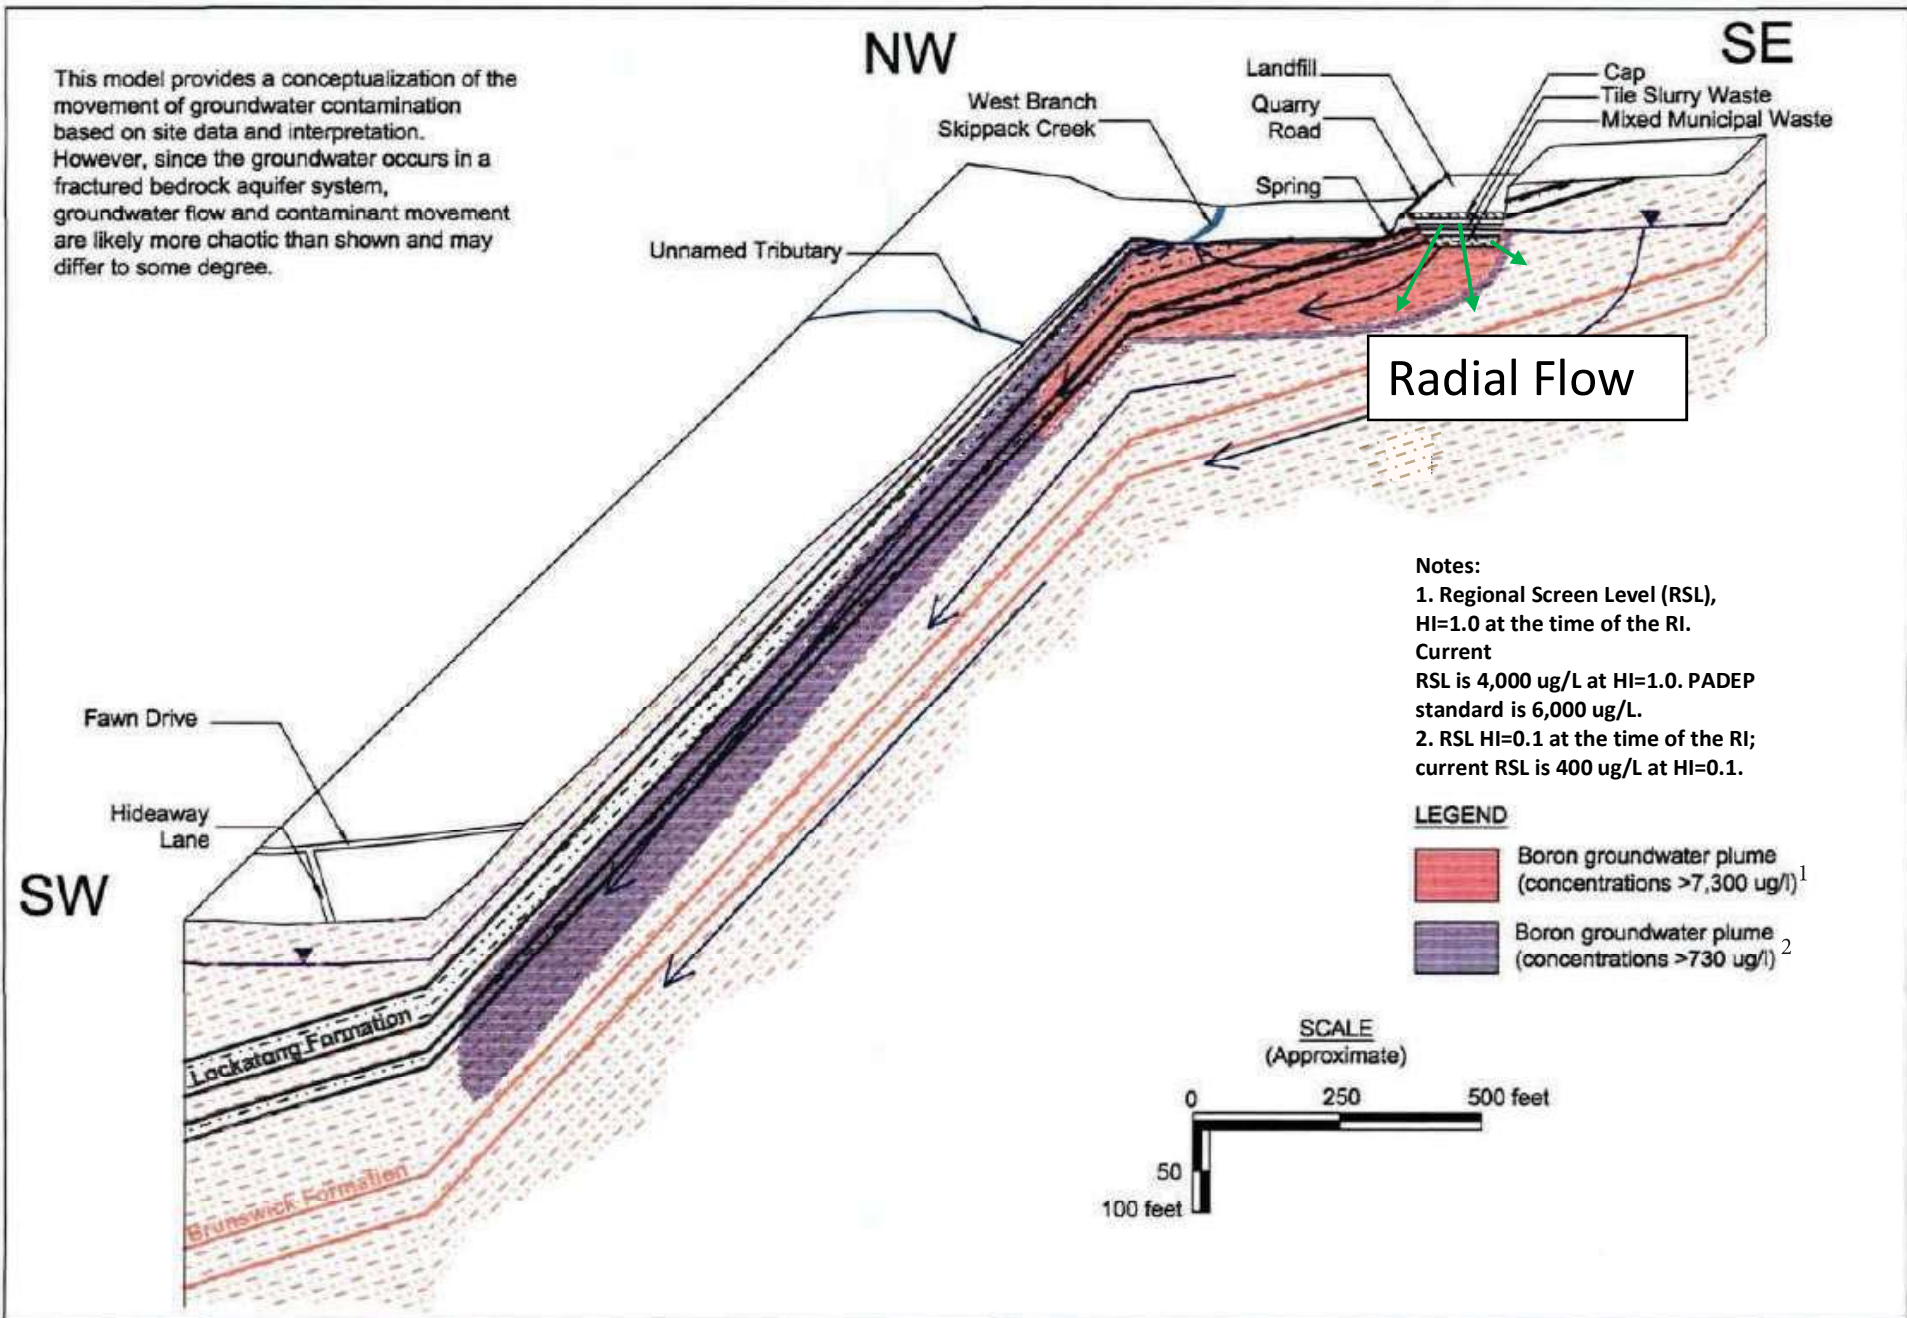 This model provides a conceptualization of the
movement of groundwater contamination
based on site data and interpretation.
However, since the groundwater occurs in a
fractured bedrock aquifer system,
groundwater flow and contaminant movement
are likely more chaotic than shown and may
differ to some degree.
NW
SE
Landfill
Cap
Tile Slurry Waste
Mixed Municipal Waste
West Branch
Skippack Creek
Quarry
Road
Spring
Unnamed Tributary
Radial Flow
Fawn Drive
Hideaway
Lane
SW
Lockatong Formation
Brunswick Formation
Notes:
1. Regional Screen Level (RSL),
HI=1.0 at the time of the RI.
Current
RSL is 4,000 ug/L at HI=1.0. PADEP
standard is 6,000 ug/L.
2. RSL HI=0.1 at the time of the RI;
current RSL is 400 ug/L at HI=0.1.
LEGEND
Boron groundwater plume
(concentrations >7,300 ug/l) 1
Boron groundwater plume
(concentrations >730 ug/l) 2
SCALE
(Approximate)
0 250 500 feet
50
100 feet